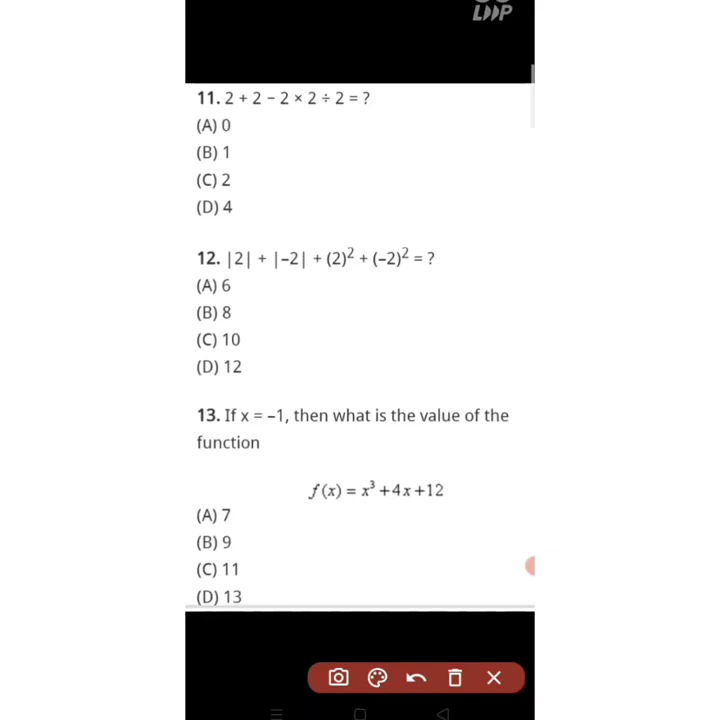 LOOP
11. 2 + 2 − 2 × 2 ÷ 2 = ?
(A) 0
(B) 1
(C) 2
(D) 4
12. |2| + |−2| + (2)² + (−2)² = ?
(A) 6
(B) 8
(C) 10
(D) 12
13. If x = −1, then what is the value of the
function
f(x) = x³ +4x+12
(A) 7
(B) 9
(C) 11
(D) 13